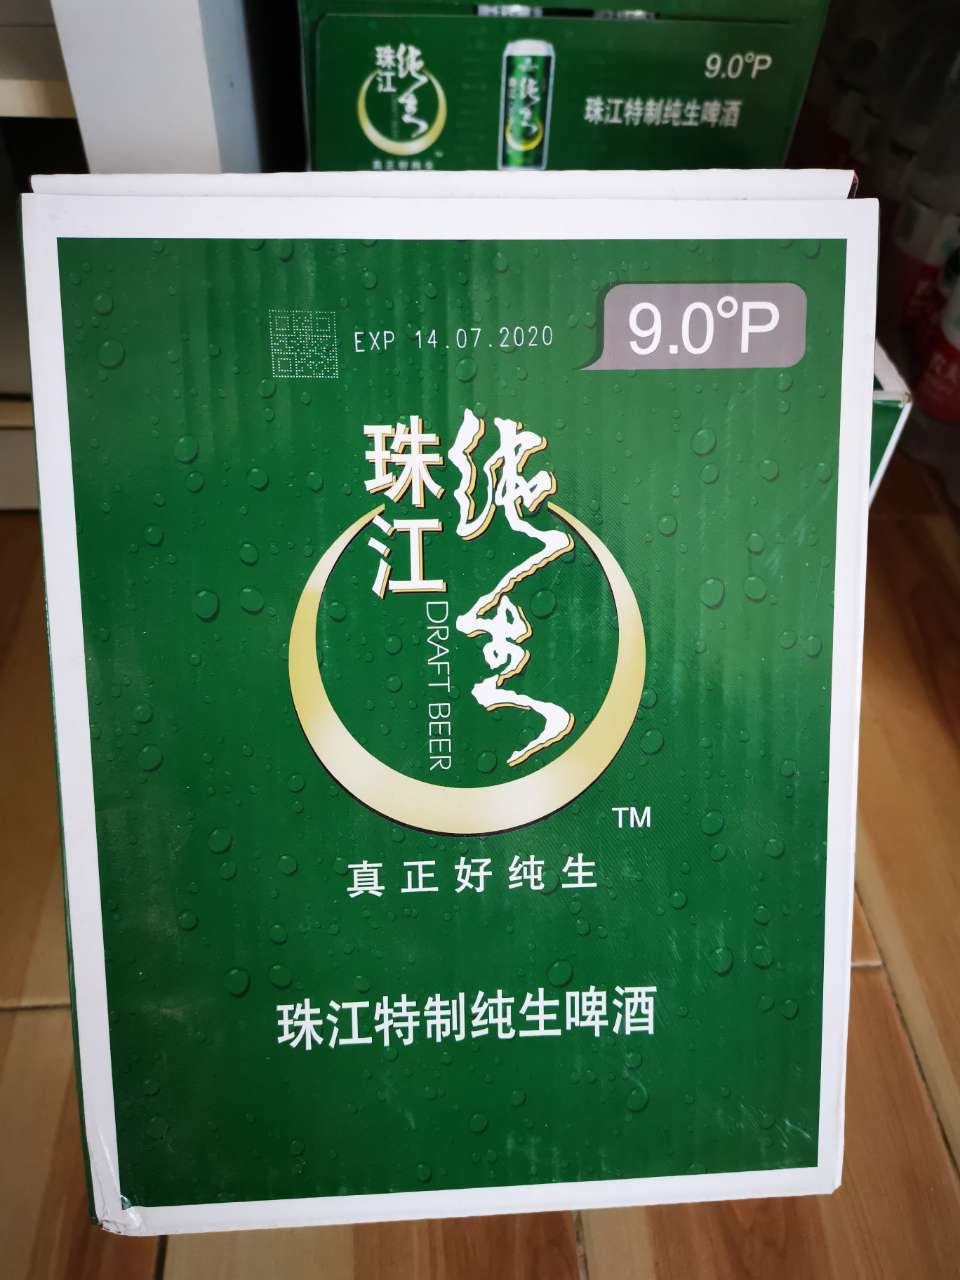 珠江
纯生
9.0°P
珠江特制纯生啤酒
EXP 14.07.2020
9.0°P
珠江
纯生
DRAFT BEER
TM
真正好纯生
珠江特制纯生啤酒